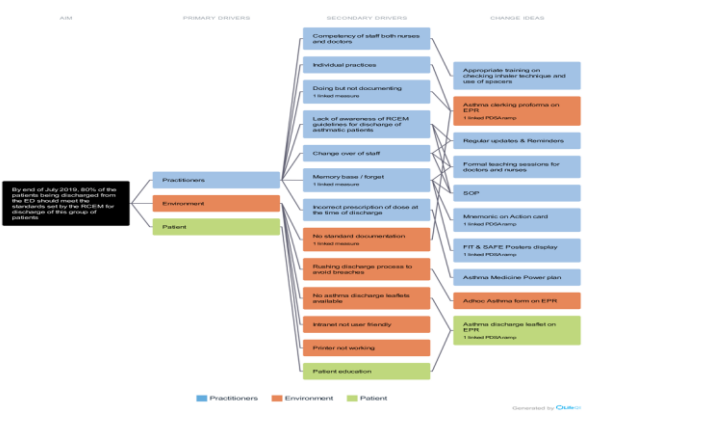 AIM
PRIMARY DRIVERS
SECONDARY DRIVERS
CHANGE IDEAS
By end of July 2019, 80% of the
patients being discharged from
the ED should meet the
standards set by the RCEM for
discharge of this group of
patients
Practitioners
Environment
Patient
Competency of staff both nurses
and doctors
Individual practices
Doing but not documenting
1 linked measure
Lack of awareness of RCEM
guidelines for discharge of
asthmatic patients
Change over of staff
Memory base / forget
1 linked measure
Incorrect prescription of dose at
the time of discharge
No standard documentation
1 linked measure
Rushing discharge process to
avoid breaches
No asthma discharge leaflets
available
Intranet not user friendly
Printer not working
Patient education
Appropriate training on
checking inhaler technique and
use of spacers
Asthma clerking proforma on
EPR
1 linked PDSA ramp
Regular updates & Reminders
Formal teaching sessions for
doctors and nurses
SOP
Mnemonic on Action card
1 linked PDSA ramp
FIT & SAFE Posters display
1 linked PDSA ramp
Asthma Medicine Power plan
Adhoc Asthma form on EPR
Asthma discharge leaflet on
EPR
1 linked PDSA ramp
Practitioners
Environment
Patient
Generated by LifeQI